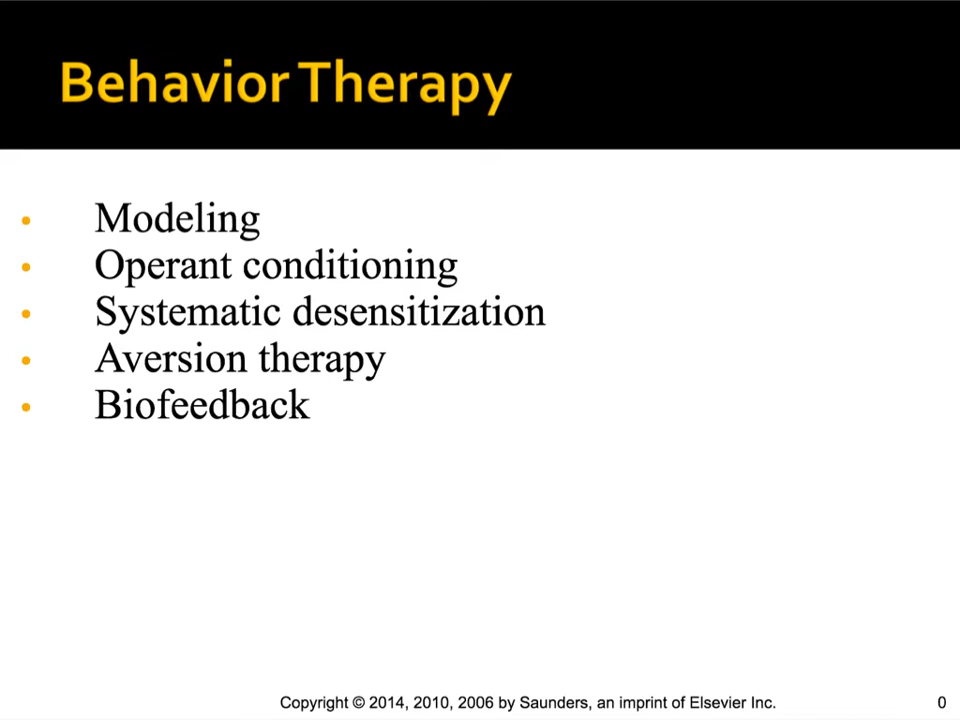 Behavior Therapy
• Modeling
• Operant conditioning
• Systematic desensitization
• Aversion therapy
• Biofeedback
Copyright © 2014, 2010, 2006 by Saunders, an imprint of Elsevier Inc. 0